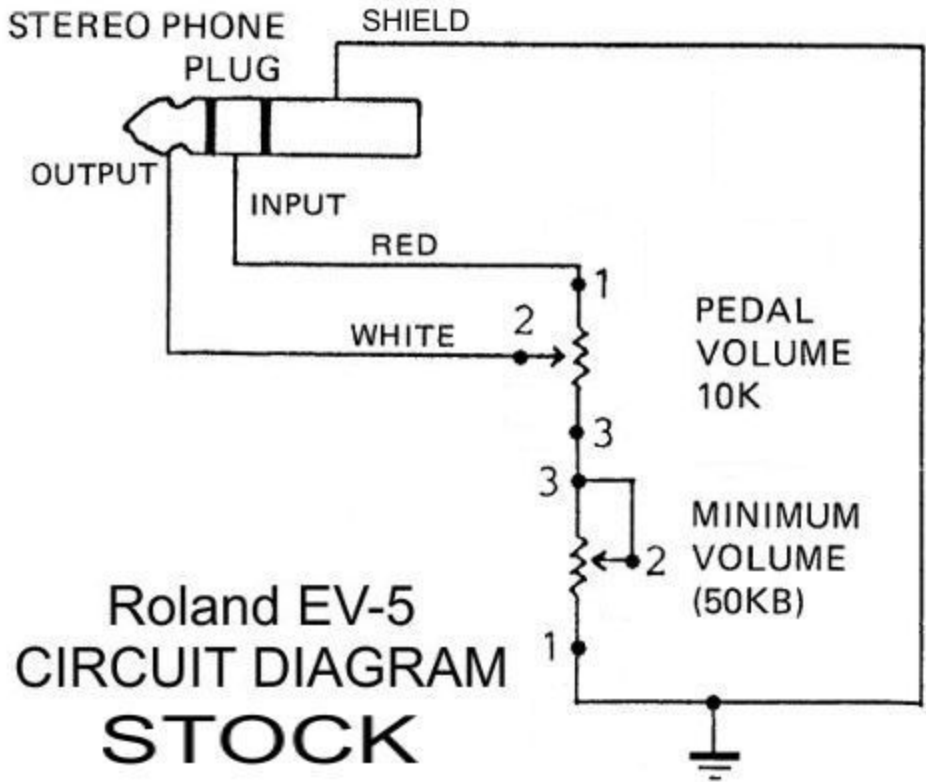 STEREO PHONE
PLUG
SHIELD
OUTPUT
INPUT
RED
1
2
WHITE
PEDAL
VOLUME
10K
3
3
MINIMUM
VOLUME
(50KB)
2
1
Roland EV-5
CIRCUIT DIAGRAM
STOCK